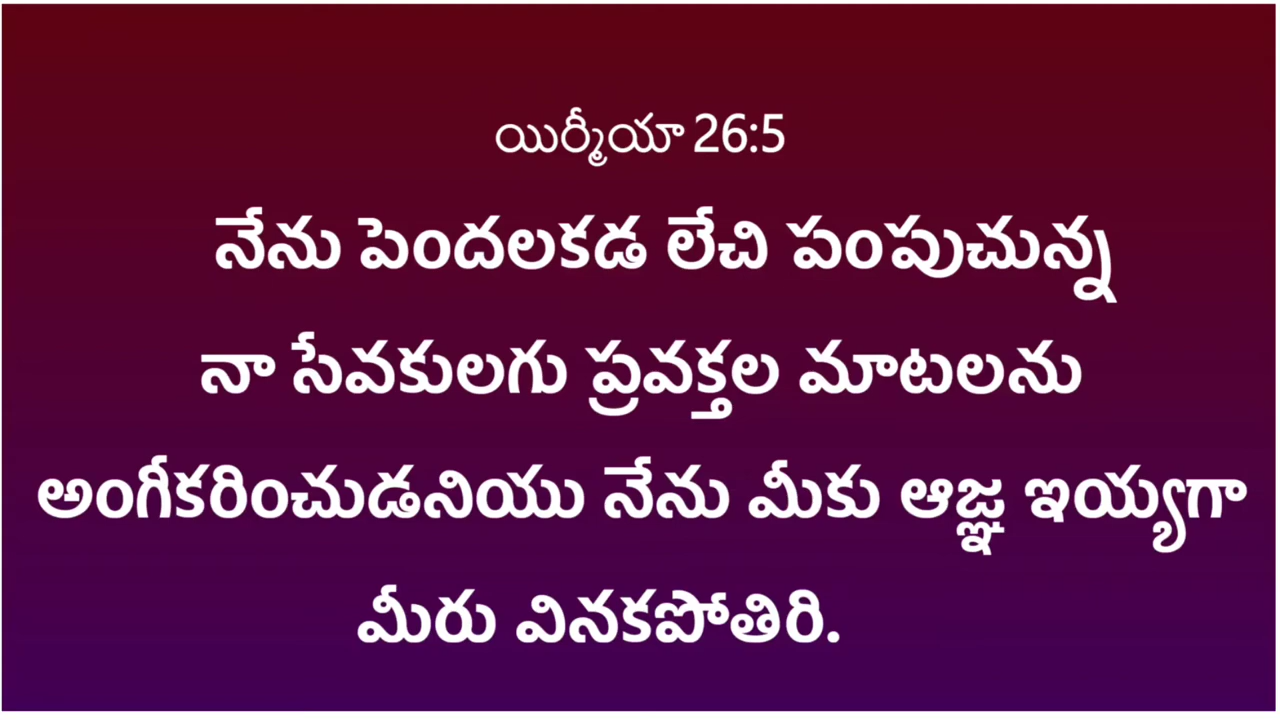 యిర్మీయా 26:5
నేను పెందలకడ లేచి పంపుచున్న
నా సేవకులగు ప్రవక్తల మాటలను
అంగీకరించుడనియు నేను మీకు ఆజ్ఞ ఇయ్యగా
మీరు వినకపోతిరి.